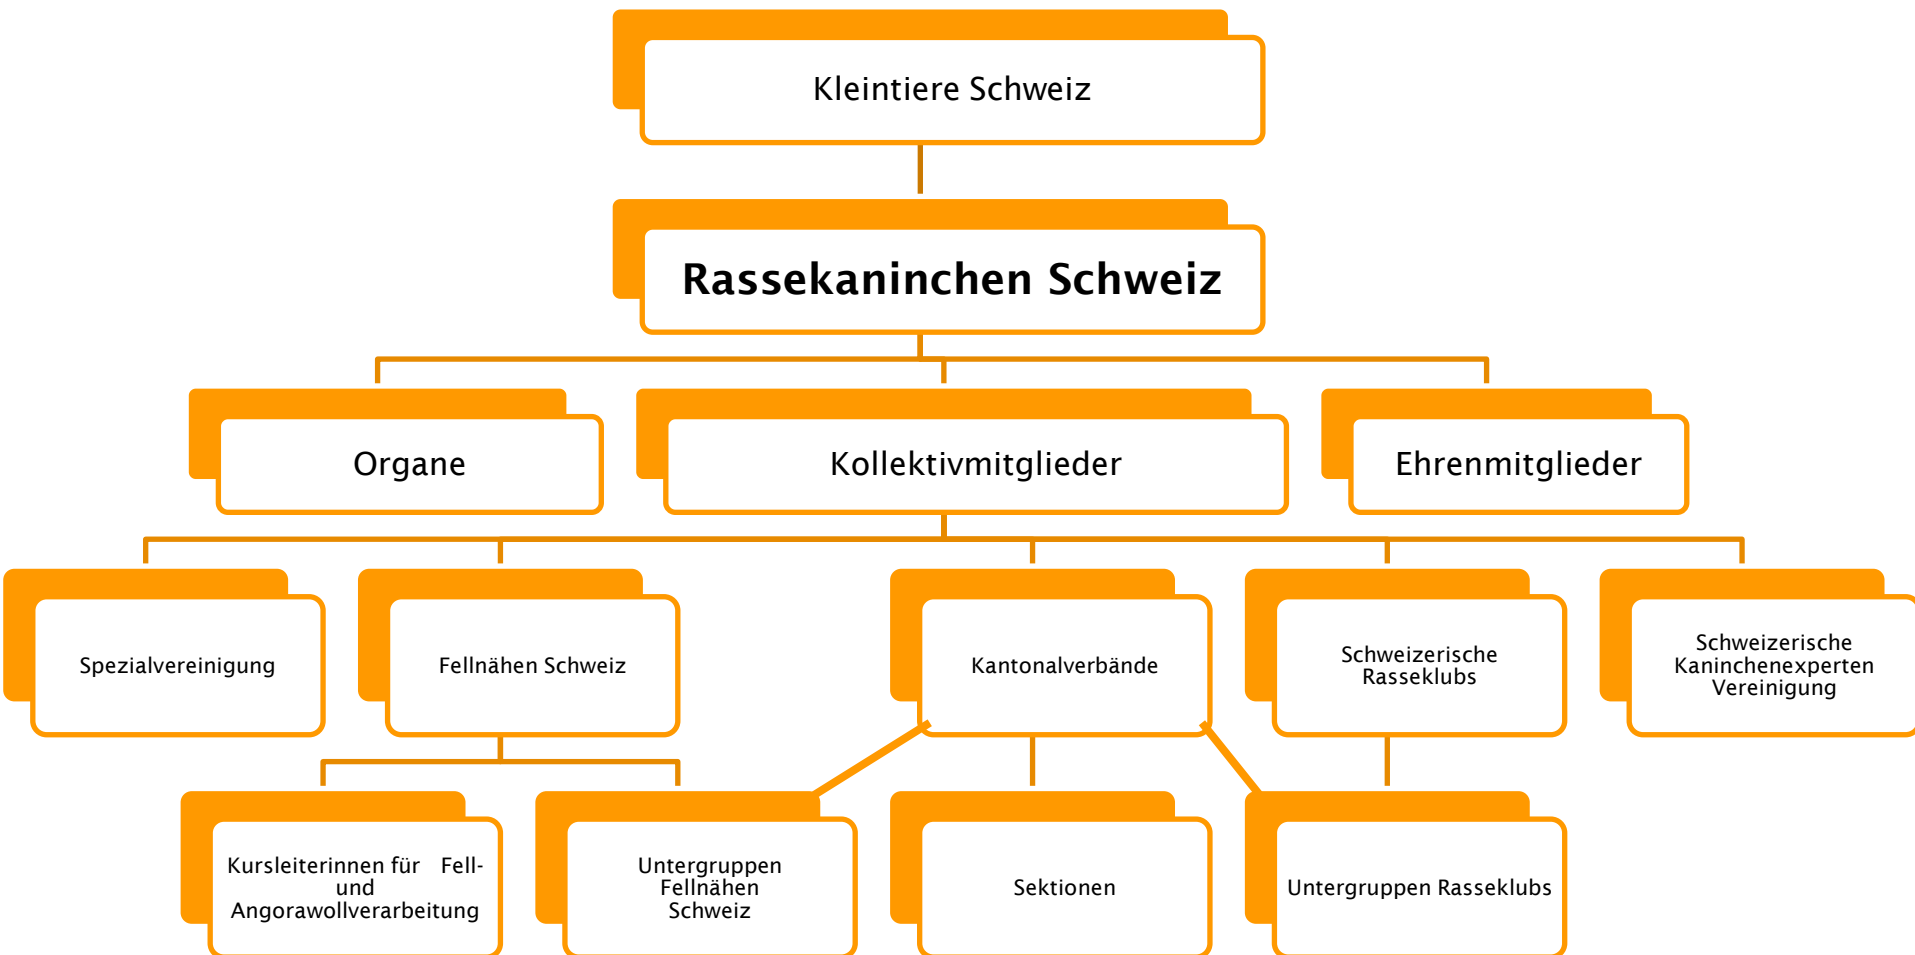 Kleintiere Schweiz
Rassekaninchen Schweiz
Organe
Kollektivmitglieder
Ehrenmitglieder
Spezialvereinigung
Fellnähen Schweiz
Kantonalverbände
Schweizerische
Rasseklubs
Schweizerische
Kaninchenexperten
Vereinigung
Kursleiterinnen für Fell-
und
Angorawollverarbeitung
Untergruppen
Fellnähen
Schweiz
Sektionen
Untergruppen Rasseklubs